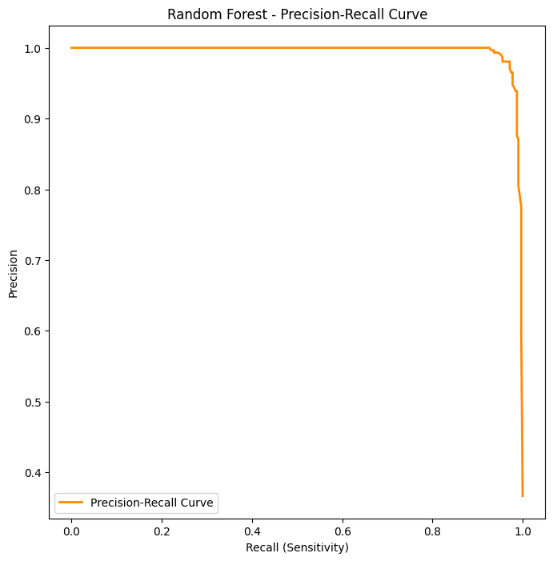 Random Forest - Precision-Recall Curve
1.0
0.9
0.8
0.7
0.6
0.5
0.4
Precision
Precision-Recall Curve
0.0 0.2 0.4 0.6 0.8 1.0
Recall (Sensitivity)